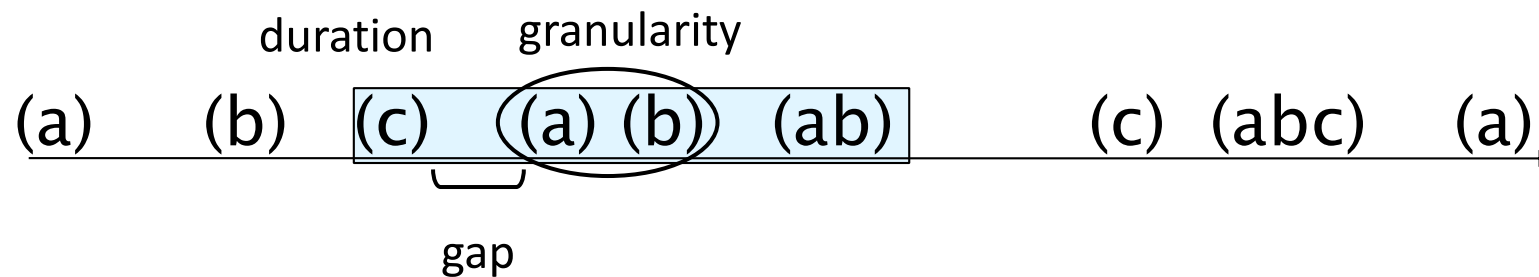 duration granularity
(a) (b) (c) (a) (b) (ab) (c) (abc) (a)
gap